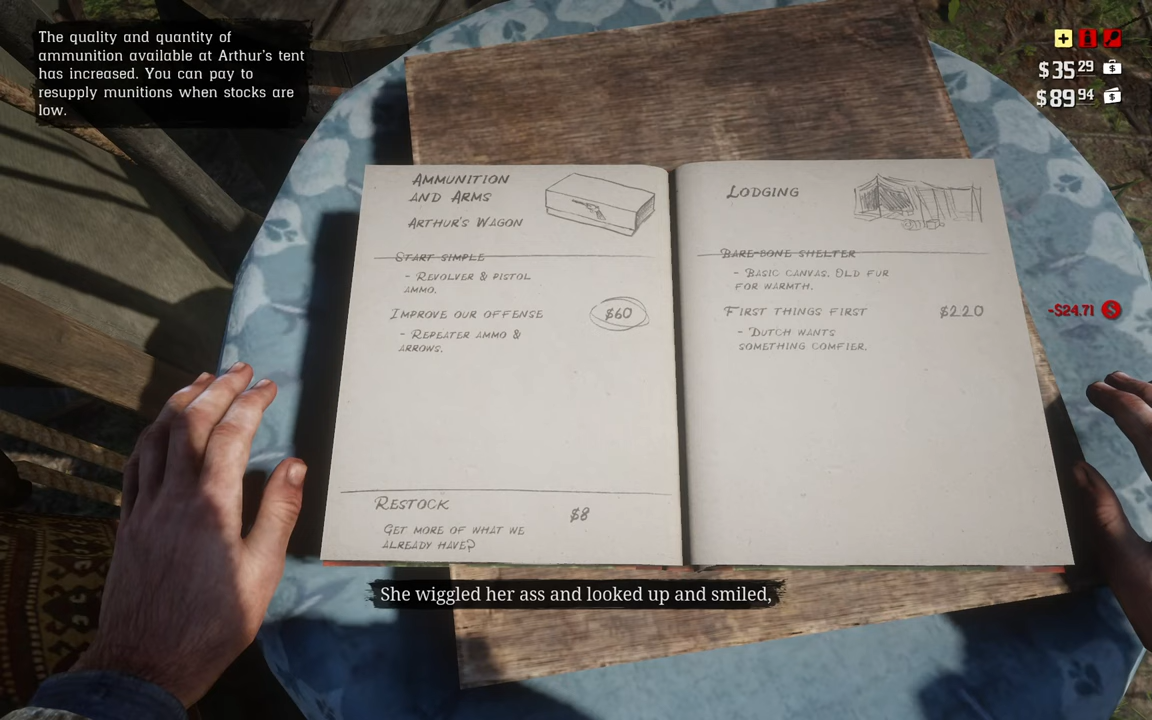 The quality and quantity of
ammunition available at Arthur's tent
has increased. You can pay to
resupply munitions when stocks are
low.
$35 29
$89 94
-$24.71
AMMUNITION
AND ARMS
ARTHUR'S WAGON
START SIMPLE
- REVOLVER & PISTOL
AMMO.
IMPROVE OUR OFFENSE $60
- REPEATER AMMO &
ARROWS.
RESTOCK $8
GET MORE OF WHAT WE
ALREADY HAVE?
LODGING
BARE-BONE SHELTER
- BASIC CANVAS. OLD FUR
FOR WARMTH.
FIRST THINGS FIRST $220
- DUTCH WANTS
SOMETHING COMFIER.
She wiggled her ass and looked up and smiled,